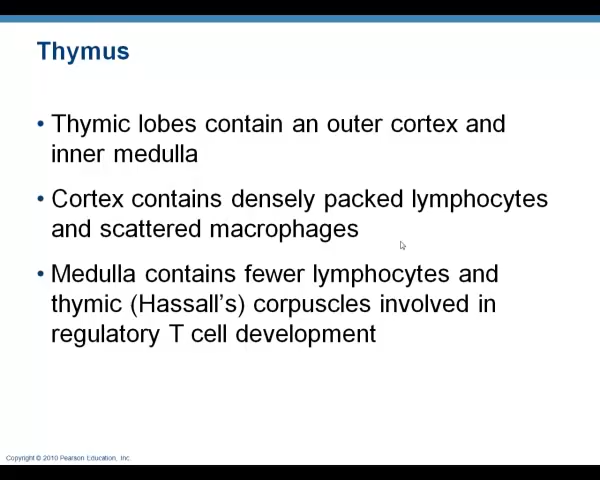 Thymus
• Thymic lobes contain an outer cortex and
inner medulla
• Cortex contains densely packed lymphocytes
and scattered macrophages
• Medulla contains fewer lymphocytes and
thymic (Hassall's) corpuscles involved in
regulatory T cell development
Copyright © 2010 Pearson Education, Inc.